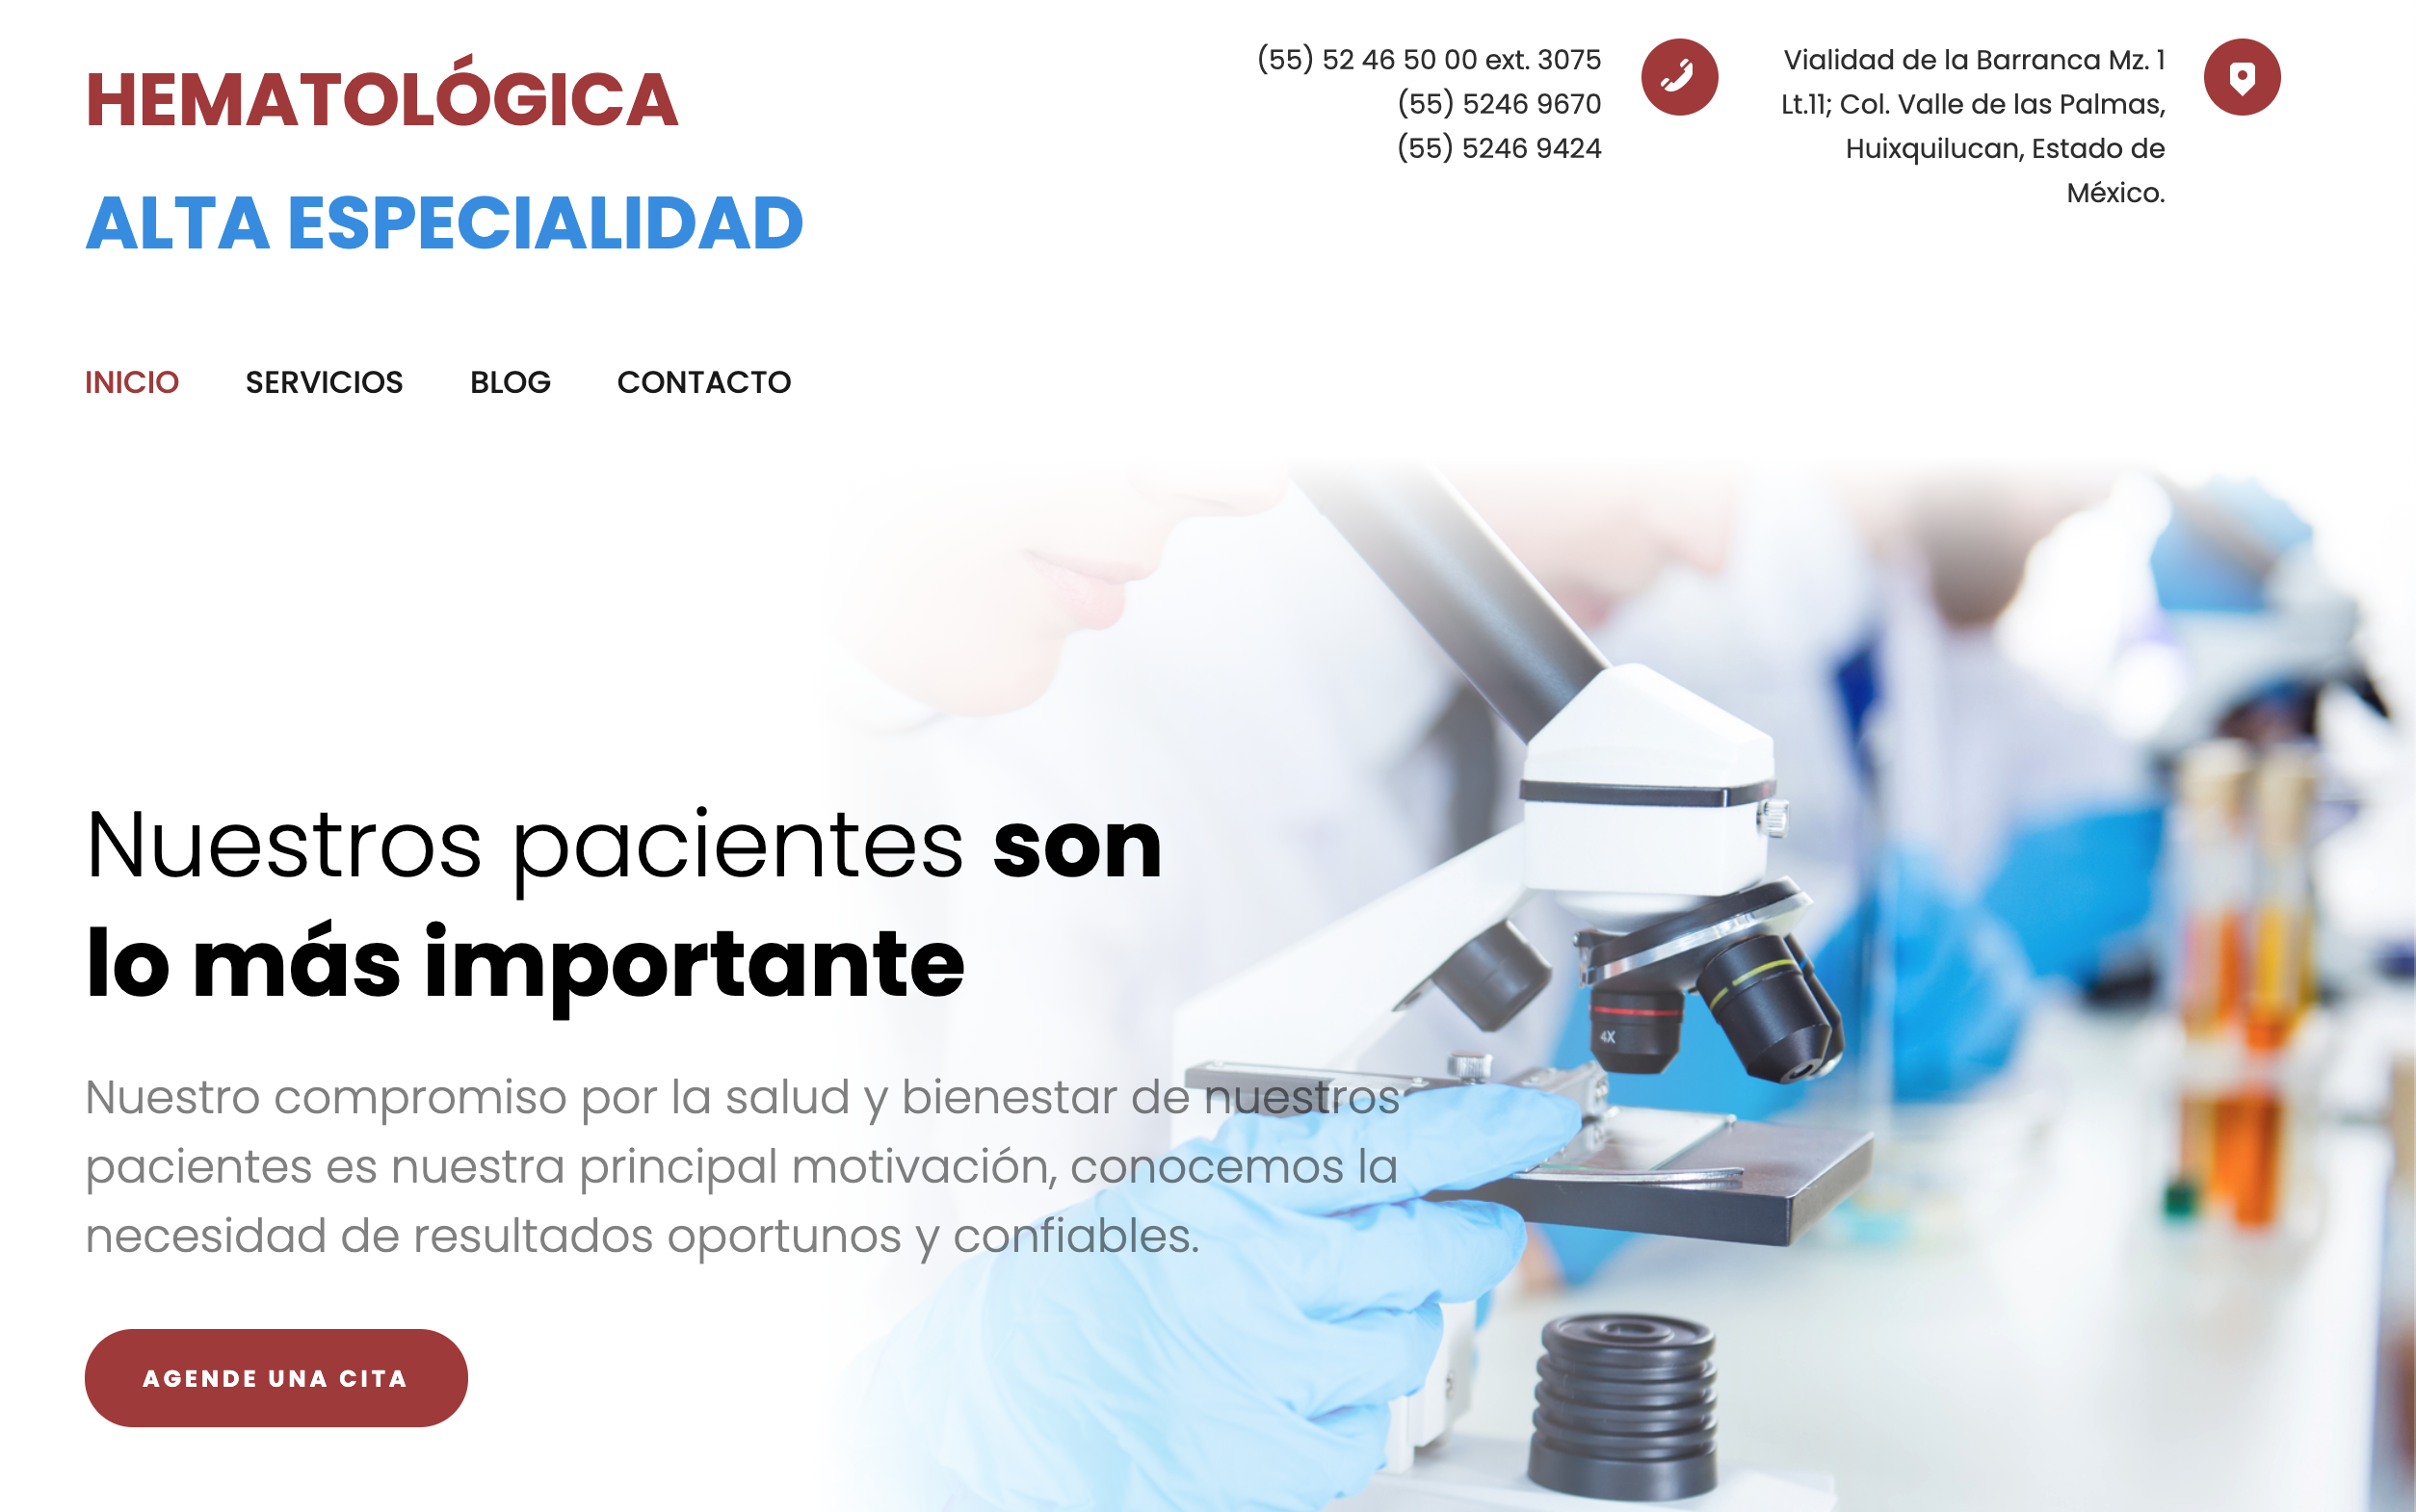 HEMATOLÓGICA
ALTA ESPECIALIDAD
(55) 52 46 50 00 ext. 3075
(55) 5246 9670
(55) 5246 9424
Vialidad de la Barranca Mz. 1
Lt.11; Col. Valle de las Palmas,
Huixquilucan, Estado de
México.
INICIO SERVICIOS BLOG CONTACTO
Nuestros pacientes son
lo más importante
Nuestro compromiso por la salud y bienestar de nuestros
pacientes es nuestra principal motivación, conocemos la
necesidad de resultados oportunos y confiables.
AGENDE UNA CITA
4X